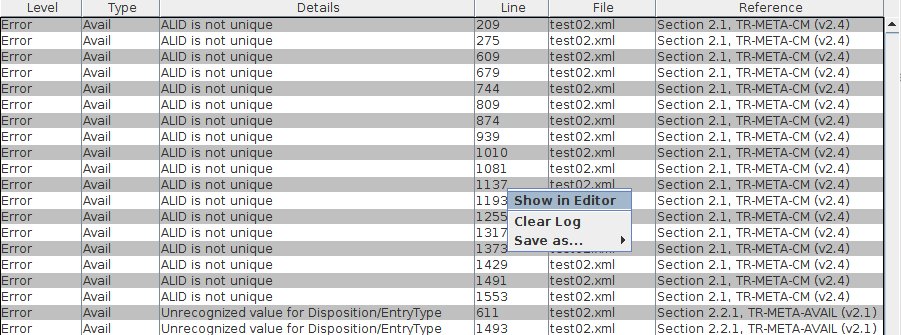 Level Type Details Line File Reference
Error Avail ALID is not unique 209 test02.xml Section 2.1, TR-META-CM (v2.4)
Error Avail ALID is not unique 275 test02.xml Section 2.1, TR-META-CM (v2.4)
Error Avail ALID is not unique 609 test02.xml Section 2.1, TR-META-CM (v2.4)
Error Avail ALID is not unique 679 test02.xml Section 2.1, TR-META-CM (v2.4)
Error Avail ALID is not unique 744 test02.xml Section 2.1, TR-META-CM (v2.4)
Error Avail ALID is not unique 809 test02.xml Section 2.1, TR-META-CM (v2.4)
Error Avail ALID is not unique 874 test02.xml Section 2.1, TR-META-CM (v2.4)
Error Avail ALID is not unique 939 test02.xml Section 2.1, TR-META-CM (v2.4)
Error Avail ALID is not unique 1010 test02.xml Section 2.1, TR-META-CM (v2.4)
Error Avail ALID is not unique 1081 test02.xml Section 2.1, TR-META-CM (v2.4)
Error Avail ALID is not unique 1137 test02.xml Section 2.1, TR-META-CM (v2.4)
Error Avail ALID is not unique 1193 Show in Editor Section 2.1, TR-META-CM (v2.4)
Error Avail ALID is not unique 1255 Clear Log Section 2.1, TR-META-CM (v2.4)
Error Avail ALID is not unique 1317 Save as... Section 2.1, TR-META-CM (v2.4)
Error Avail ALID is not unique 1373 test02.xml Section 2.1, TR-META-CM (v2.4)
Error Avail ALID is not unique 1429 test02.xml Section 2.1, TR-META-CM (v2.4)
Error Avail ALID is not unique 1491 test02.xml Section 2.1, TR-META-CM (v2.4)
Error Avail ALID is not unique 1553 test02.xml Section 2.1, TR-META-CM (v2.4)
Error Avail Unrecognized value for Disposition/EntryType 611 test02.xml Section 2.2.1, TR-META-AVAIL (v2.1)
Error Avail Unrecognized value for Disposition/EntryType 1493 test02.xml Section 2.2.1, TR-META-AVAIL (v2.1)